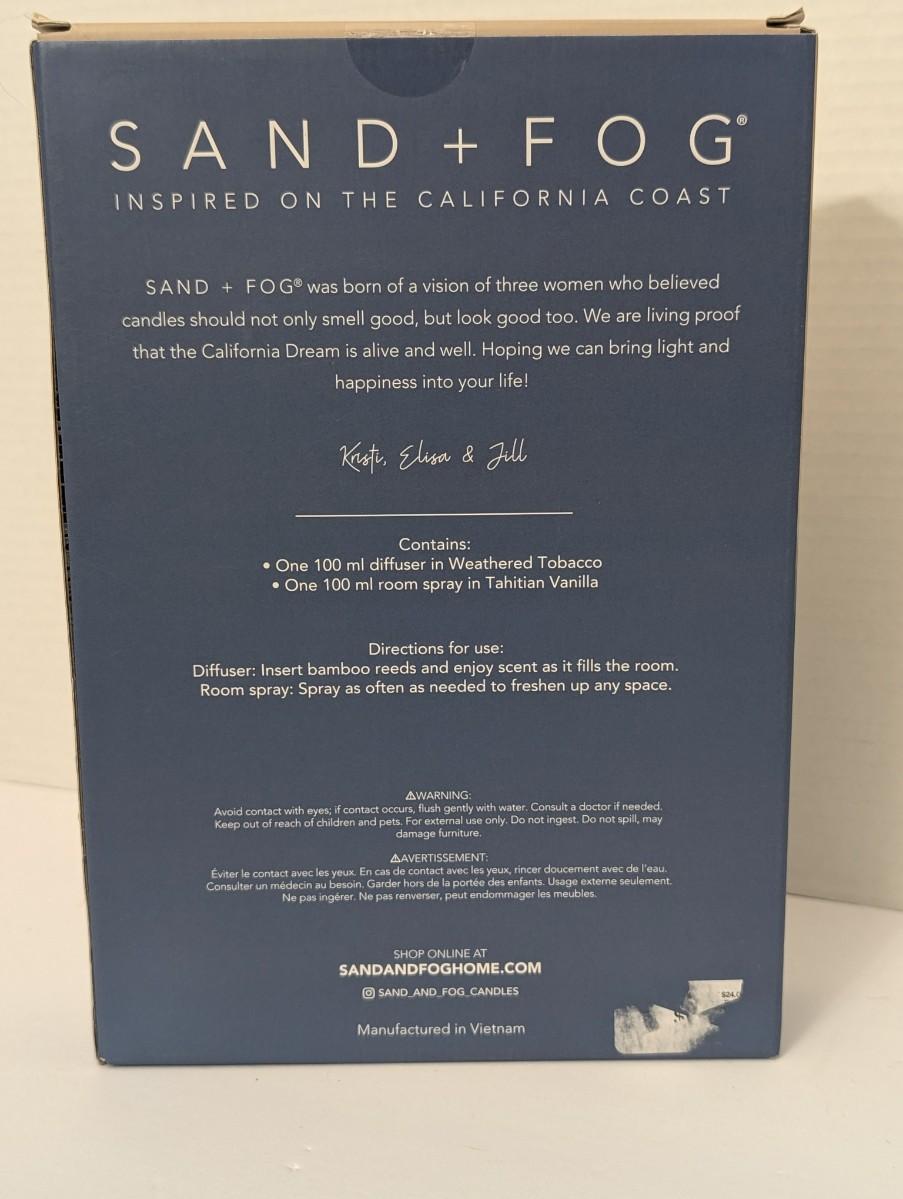 SAND + FOG®
INSPIRED ON THE CALIFORNIA COAST
SAND + FOG® was born of a vision of three women who believed
candles should not only smell good, but look good too. We are living proof
that the California Dream is alive and well. Hoping we can bring light and
happiness into your life!
Kristi, Elisa & Jill
Contains:
• One 100 ml diffuser in Weathered Tobacco
• One 100 ml room spray in Tahitian Vanilla
Directions for use:
Diffuser: Insert bamboo reeds and enjoy scent as it fills the room.
Room spray: Spray as often as needed to freshen up any space.
⚠WARNING:
Avoid contact with eyes; if contact occurs, flush gently with water. Consult a doctor if needed.
Keep out of reach of children and pets. For external use only. Do not ingest. Do not spill, may
damage furniture.
⚠AVERTISSEMENT:
Éviter le contact avec les yeux. En cas de contact avec les yeux, rincer doucement avec de l'eau.
Consulter un médecin au besoin. Garder hors de la portée des enfants. Usage externe seulement.
Ne pas ingérer. Ne pas renverser, peut endommager les meubles.
SHOP ONLINE AT
SANDANDFOGHOME.COM
SAND_AND_FOG_CANDLES
Manufactured in Vietnam